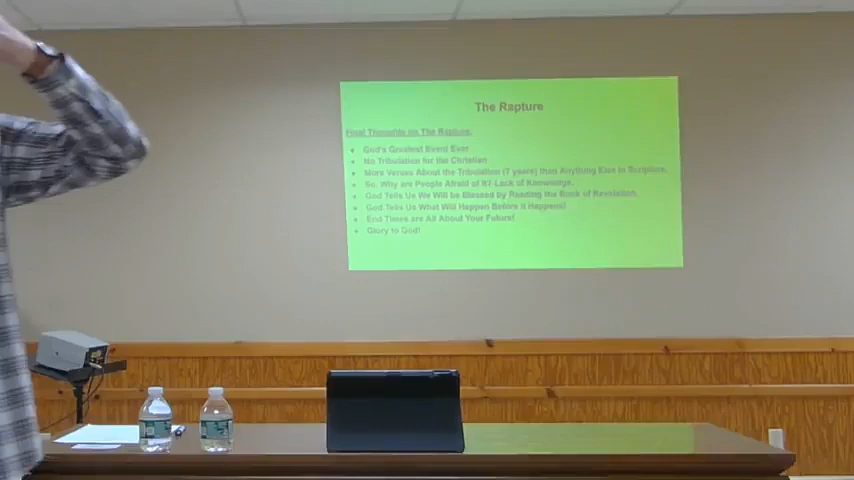 The Rapture
Final Thoughts on The Rapture:
God's Greatest Event Ever
No Tribulation for the Christian
More Verses About the Tribulation (7 years) than Anything Else in Scripture.
So, Why are People Afraid of it? Lack of Knowledge.
God Tells Us We Will be Blessed by Reading the Book of Revelation.
God Tells Us What Will Happen Before it Happens!
End Times are All About Your Future!
Glory to God!